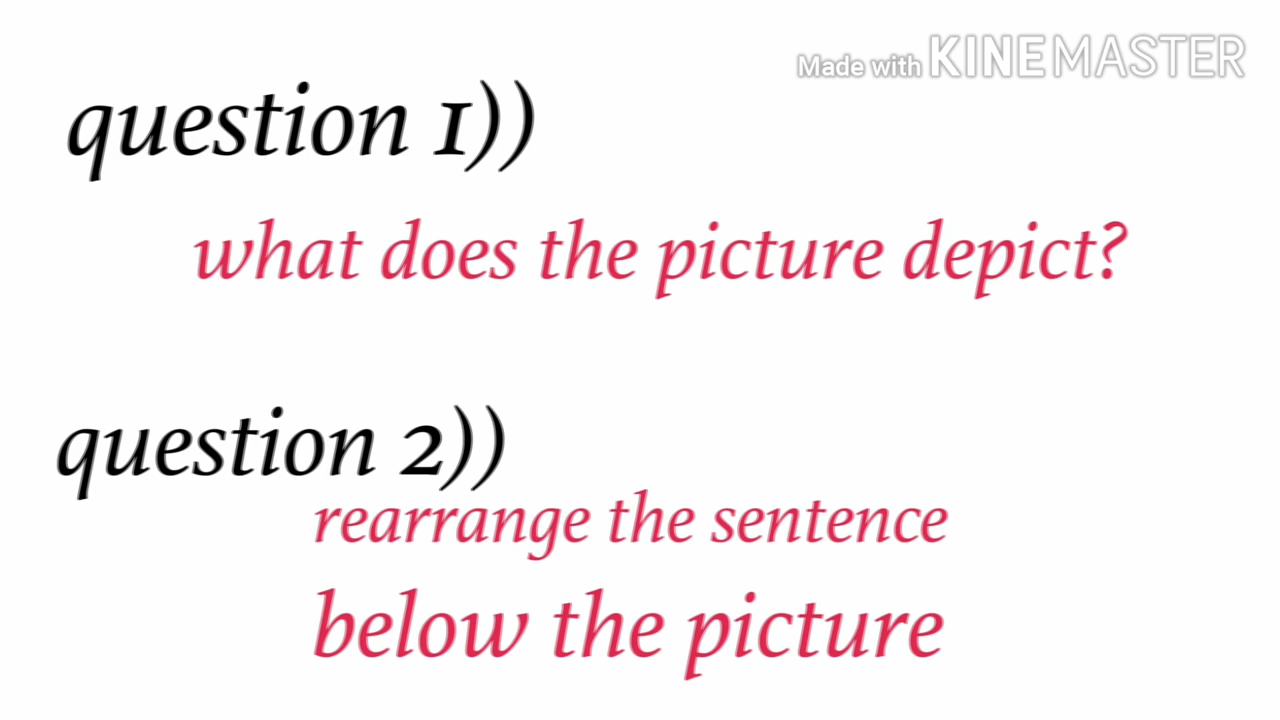 Made with KINEMASTER
question 1))
what does the picture depict?
question 2))
rearrange the sentence
below the picture